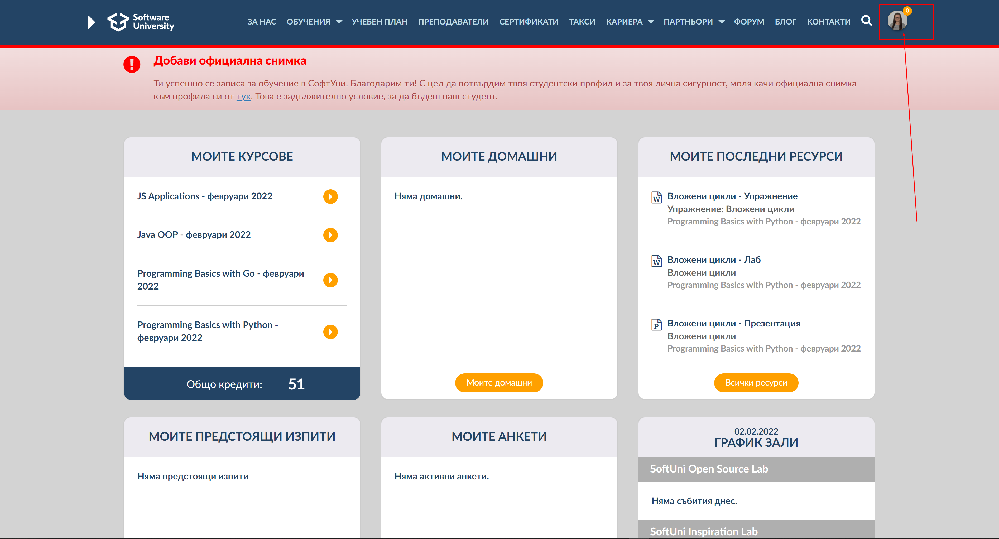 Software
University
ЗА НАС ОБУЧЕНИЯ УЧЕБЕН ПЛАН ПРЕПОДАВАТЕЛИ СЕРТИФИКАТИ ТАКСИ КАРИЕРА ПАРТНЬОРИ ФОРУМ БЛОГ КОНТАКТИ
0
Добави официална снимка
Ти успешно се записа за обучение в СофтУни. Благодарим ти! С цел да потвърдим твоя студентски профил и за твоя лична сигурност, моля качи официална снимка
към профила си от тук. Това е задължително условие, за да бъдеш наш студент.
МОИТЕ КУРСОВЕ
JS Applications - февруари 2022
Java OOP - февруари 2022
Programming Basics with Go - февруари
2022
Programming Basics with Python -
февруари 2022
Общо кредити: 51
МОИТЕ ДОМАШНИ
Няма домашни.
Моите домашни
МОИТЕ ПОСЛЕДНИ РЕСУРСИ
W
Вложени цикли - Упражнение
Упражнение: Вложени цикли
Programming Basics with Python - февруари 2022
W
Вложени цикли - Лаб
Вложени цикли
Programming Basics with Python - февруари 2022
P
Вложени цикли - Презентация
Вложени цикли
Programming Basics with Python - февруари 2022
Всички ресурси
МОИТЕ ПРЕДСТОЯЩИ ИЗПИТИ
Няма предстоящи изпити
МОИТЕ АНКЕТИ
Няма активни анкети.
02.02.2022
ГРАФИК ЗАЛИ
SoftUni Open Source Lab
Няма събития днес.
SoftUni Inspiration Lab